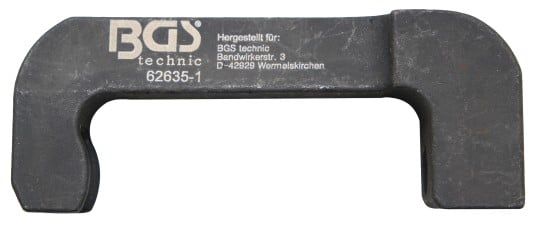 BGS
technic
62635-1
Hergestellt für:
BGS technic
Bandwirkerstr. 3
D-42929 Wermelskirchen